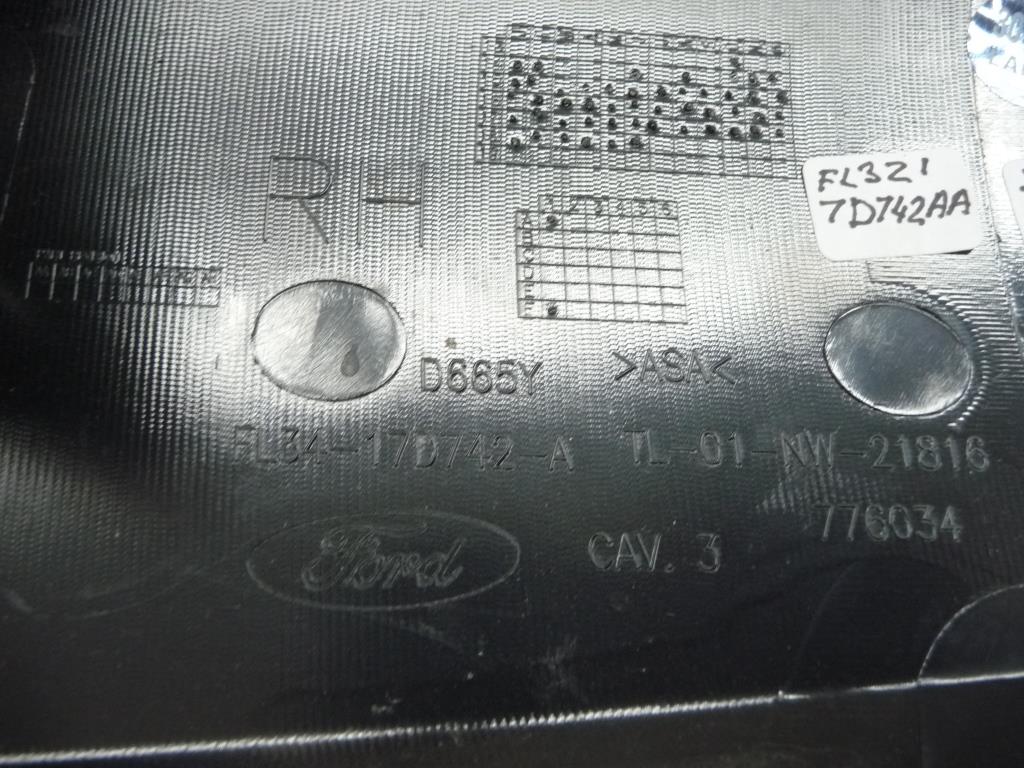 RH
FL321
7D742AA
D665Y >ASA<
FL34-17D742-A TL-01-NW-21816
776034
Ford CAV. 3